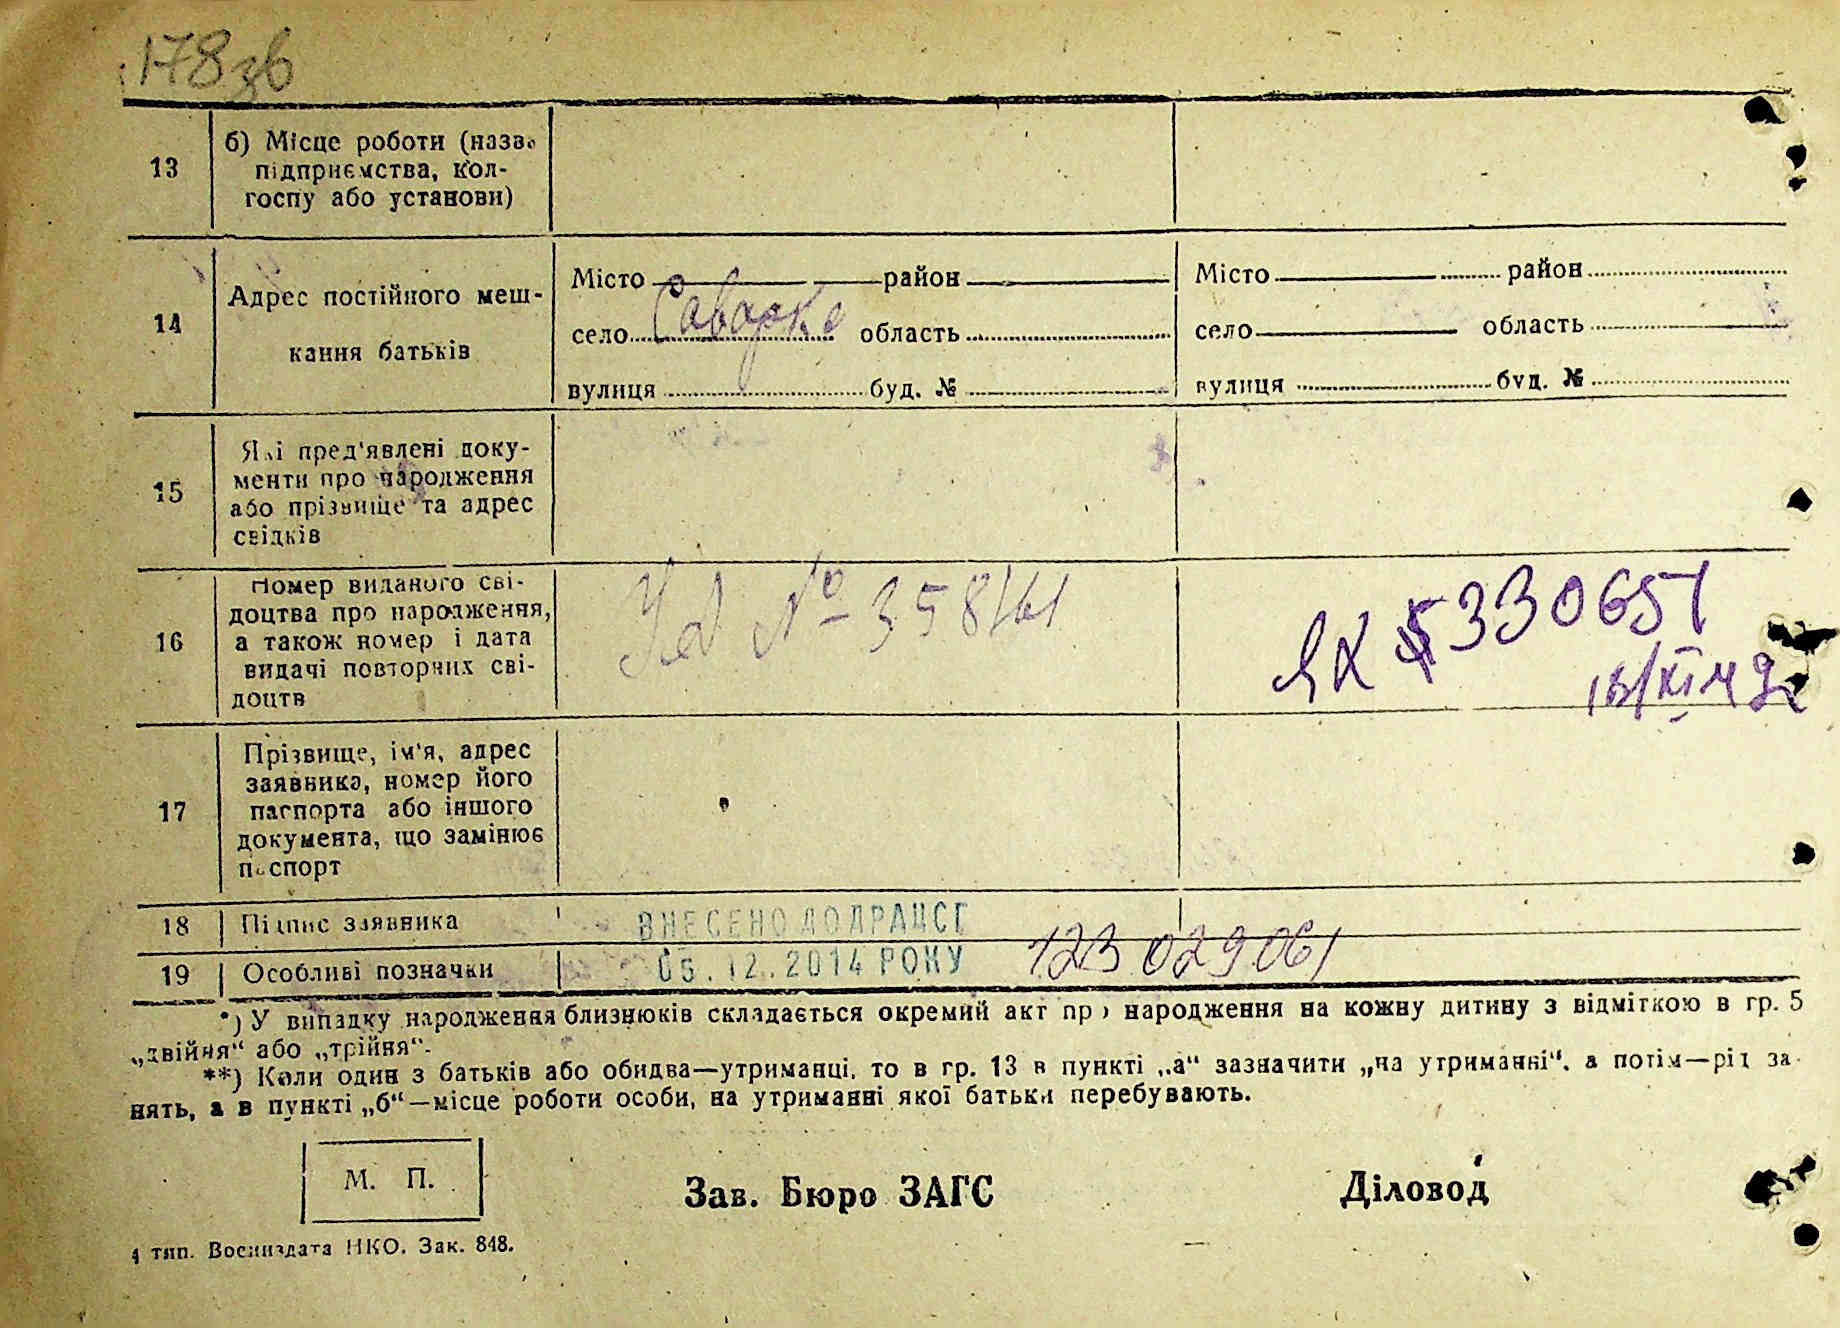 178зв
13
б) Місце роботи (назва
підприємства, кол-
госпу або установи)
14
Адрес постійного меш-
кання батьків
Місто район
село Саварка область
вулиця буд. №
Місто район
село область
вулиця буд. №
15
Які пред'явлені доку-
менти про народження
або прізвище та адрес
свідків
16
Номер виданого сві-
доцтва про народження,
а також номер і дата
видачі повторних сві-
доцтв
№ 358161
ЯК 330651
17
Прізвище, ім'я, адрес
заявника, номер його
паспорта або іншого
документа, що замінює
паспорт
18
Підпис заявника
ВНЕСЕНО ДО ДРАЦСГ
19
Особливі позначки
05.12.2014 РОКУ
123 029061
*) У випадку народження близнюків складається окремий акт про народження на кожну дитину з відміткою в гр. 5
„двійня“ або „трійня“.
**) Коли один з батьків або обидва—утриманці, то в гр. 13 в пункті „а“ зазначити „на утриманні“, а потім—рід за-
нять, а в пункті „б“—місце роботи особи, на утриманні якої батьки перебувають.
М. П.
Зав. Бюро ЗАГС
Діловод
4 тип. Воениздата НКО. Зак. 848.